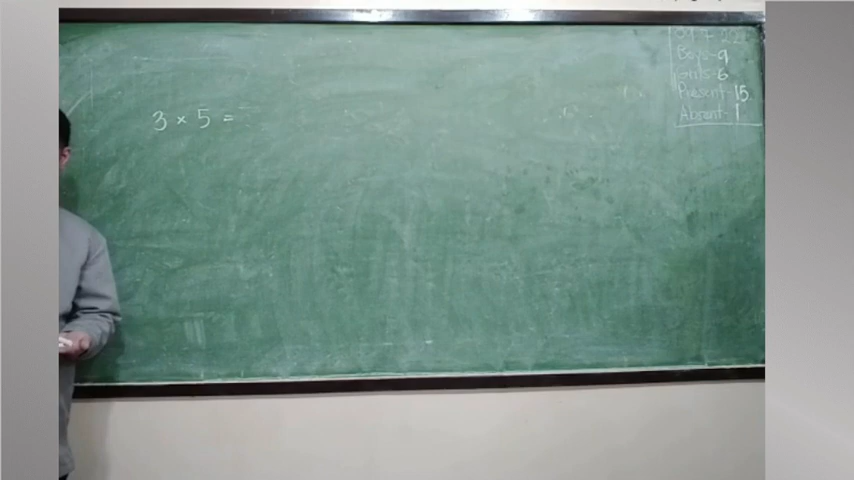 3 × 5 =
Boys-9
Girls-6
Present-15
Absent-1